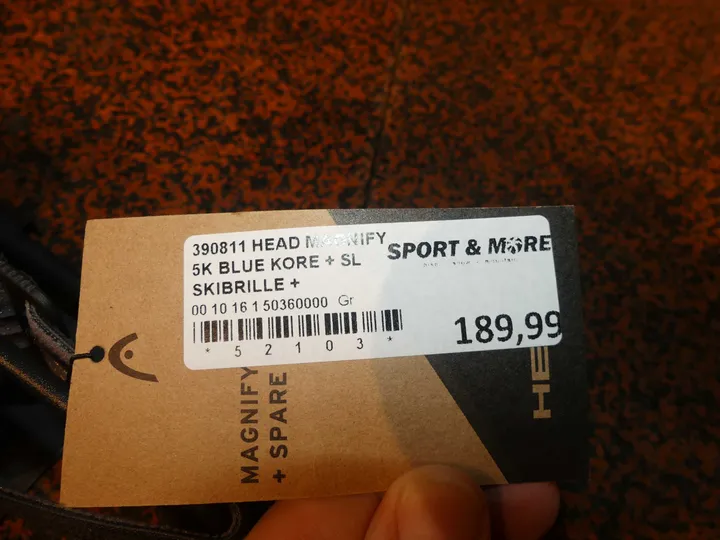 390811 HEAD MAGNIFY
5K BLUE KORE + SL
SKIBRILLE +
00 10 16 1 50360000 Gr
* 5 2 1 0 3 *
SPORT & MORE
189,99
MAGNIFY
+ SPARE
HE